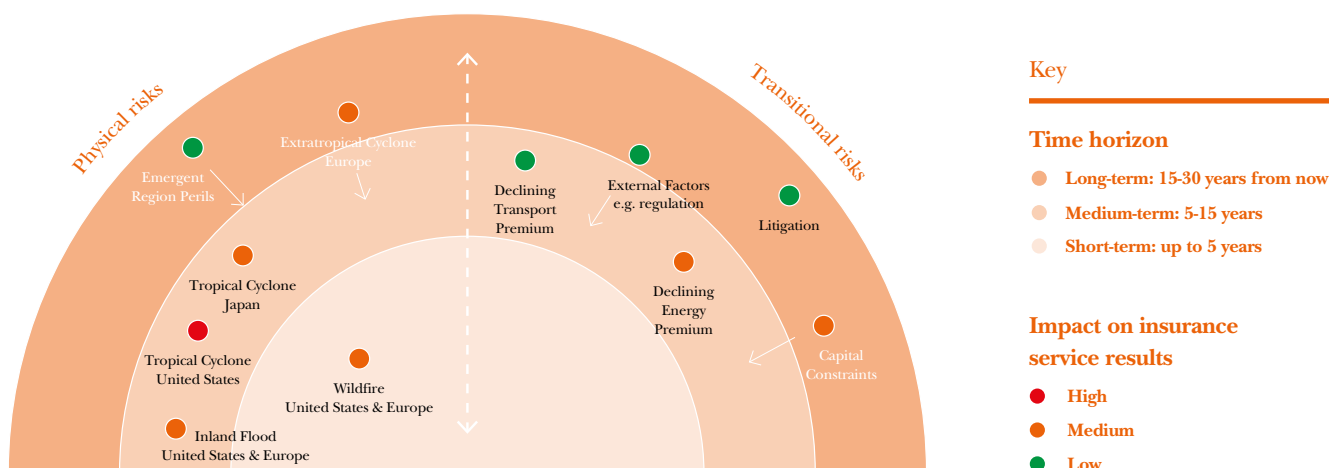 Physical risks
Transitional risks
Extratropical Cyclone
Europe
Emergent
Region Perils
Declining
Transport
Premium
External Factors
e.g. regulation
Litigation
Tropical Cyclone
Japan
Declining
Energy
Premium
Tropical Cyclone
United States
Capital
Constraints
Wildfire
United States & Europe
Inland Flood
United States & Europe
Key
Time horizon
Long-term: 15-30 years from now
Medium-term: 5-15 years
Short-term: up to 5 years
Impact on insurance
service results
High
Medium
Low